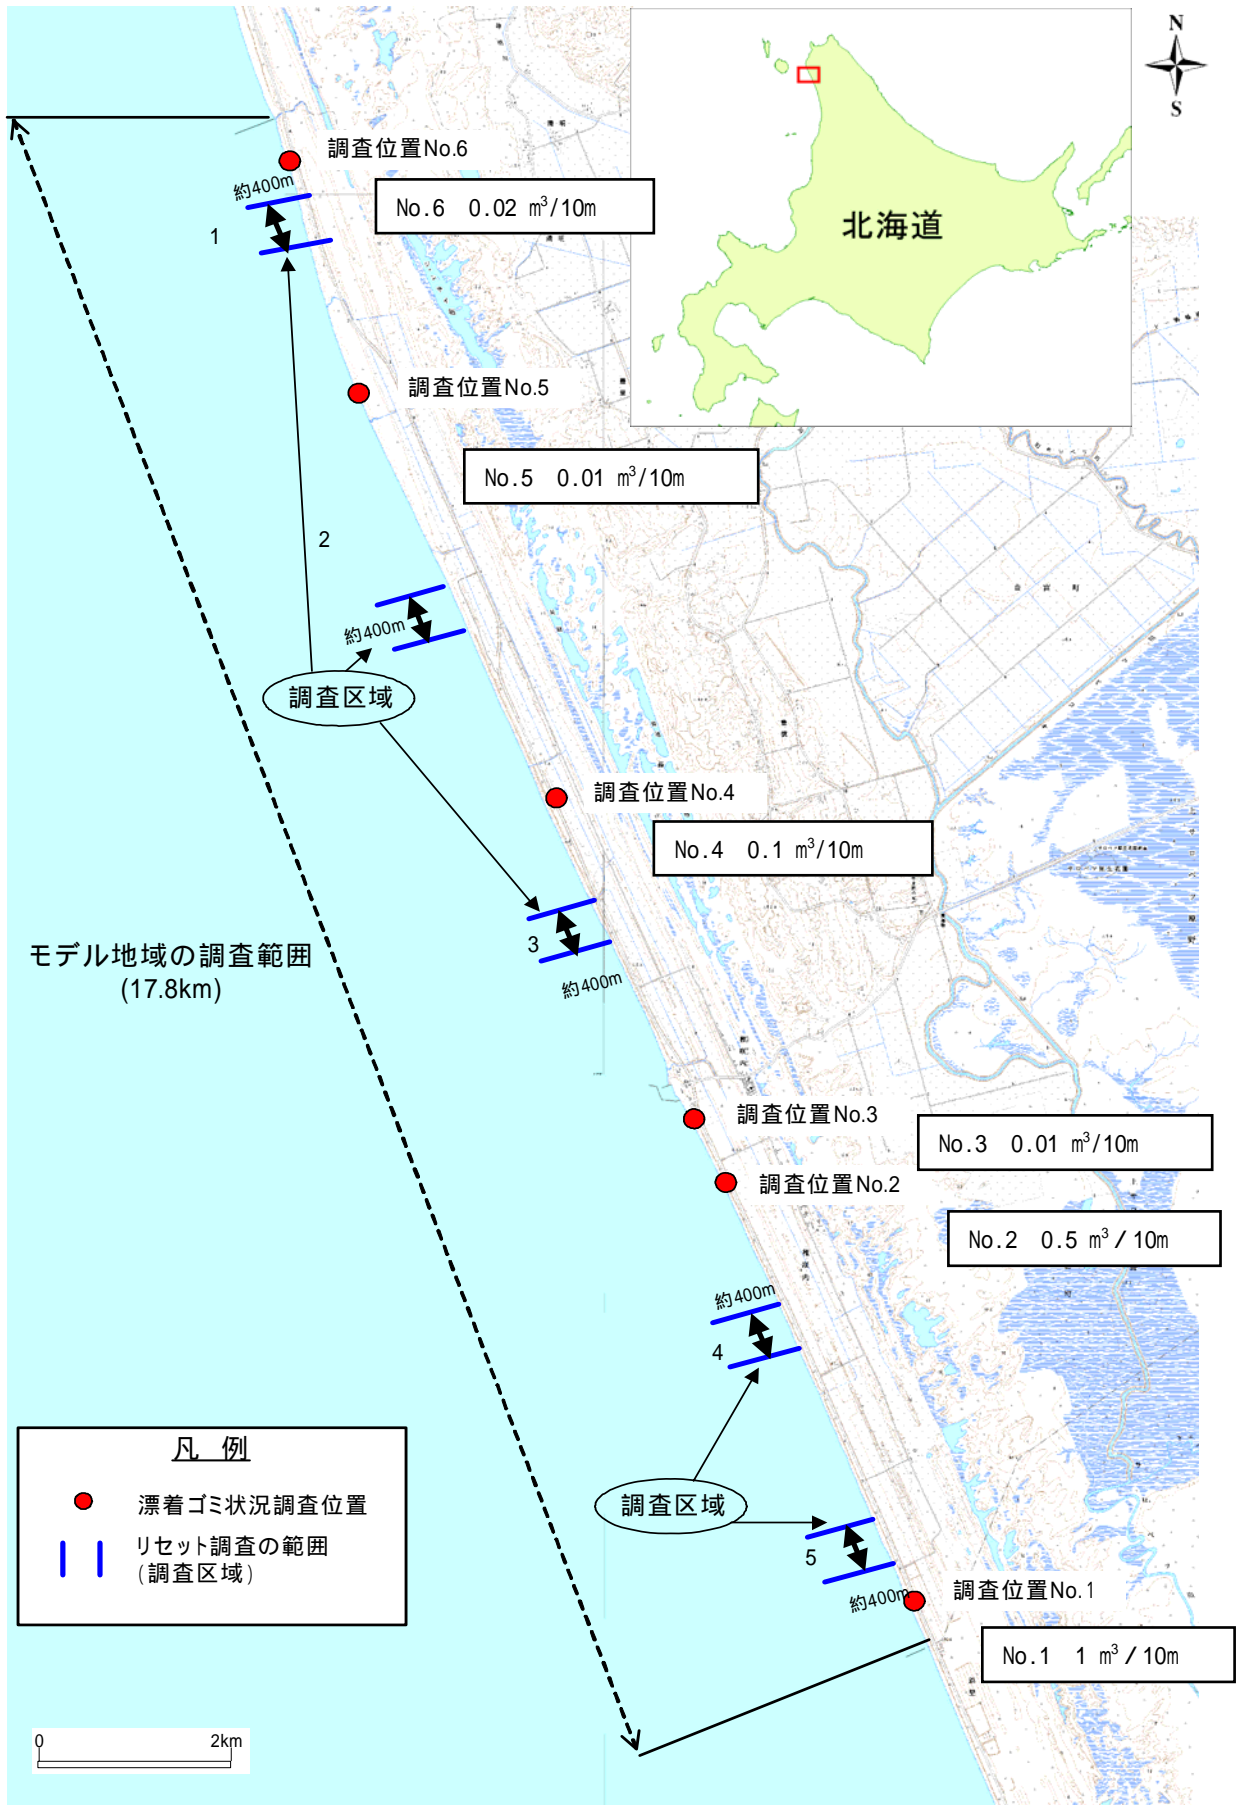 N
S
北海道
調査位置No.6
約400m
No.6 0.02 m³/10m
1
調査位置No.5
No.5 0.01 m³/10m
2
約400m
調査区域
調査位置No.4
No.4 0.1 m³/10m
3
約400m
モデル地域の調査範囲
(17.8km)
調査位置No.3
No.3 0.01 m³/10m
調査位置No.2
No.2 0.5 m³/10m
約400m
4
調査区域
5
約400m
調査位置No.1
No.1 1 m³/10m
凡 例
漂着ゴミ状況調査位置
リセット調査の範囲
(調査区域)
0 2km